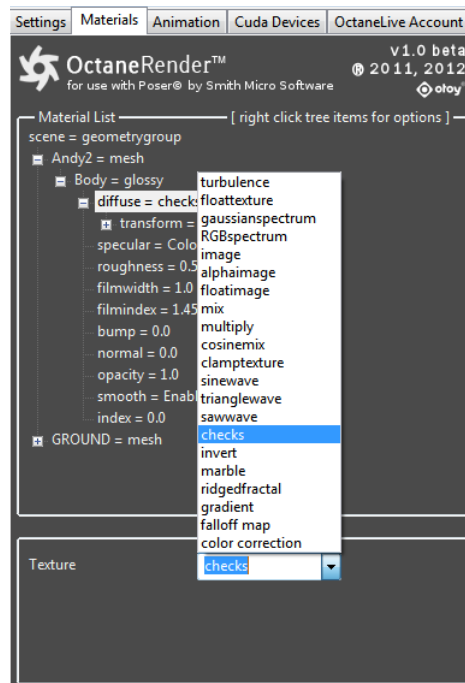 Settings Materials Animation Cuda Devices OctaneLive Account
v1.0 beta
OctaneRender™
® 2011, 2012
for use with Poser® by Smith Micro Software
otoy
Material List [ right click tree items for options ]
scene = geometrygroup
Andy2 = mesh
Body = glossy
diffuse = checks
transform =
specular = Colo
roughness = 0.5
filmwidth = 1.0
filmindex = 1.45
bump = 0.0
normal = 0.0
opacity = 1.0
smooth = Enabl
index = 0.0
GROUND = mesh
turbulence
floattexture
gaussianspectrum
RGBspectrum
image
alphaimage
floatimage
mix
multiply
cosinemix
clamptexture
sinewave
trianglewave
sawwave
checks
invert
marble
ridgedfractal
gradient
falloff map
color correction
Texture checks